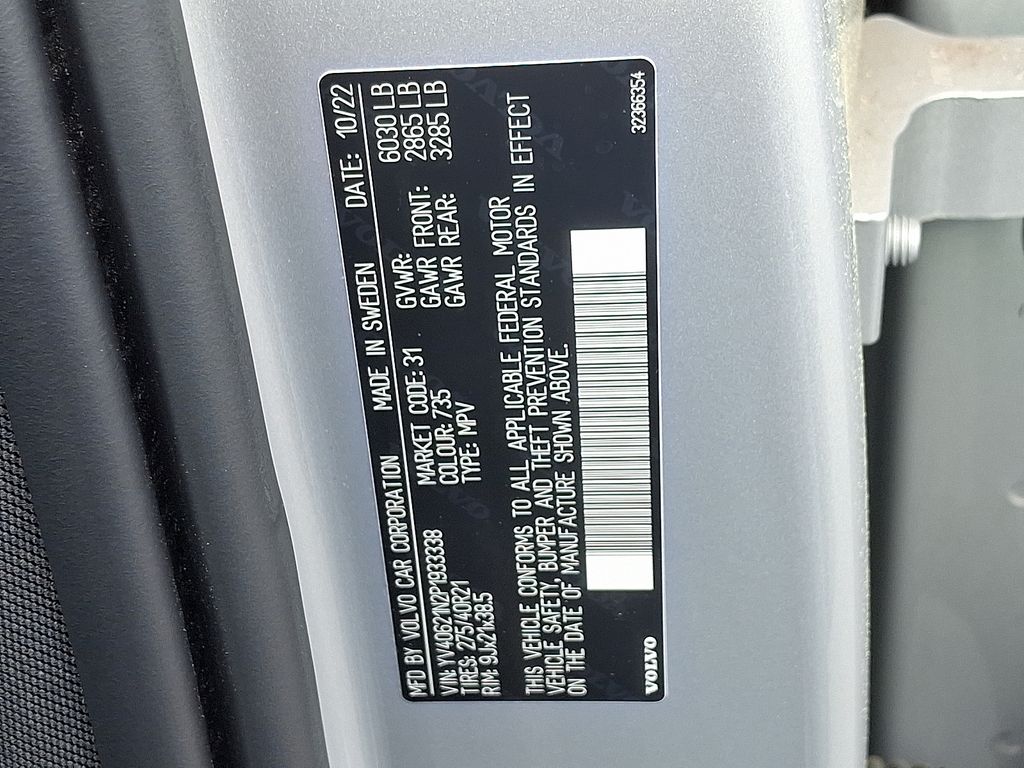 MFD BY VOLVO CAR CORPORATION MADE IN SWEDEN DATE: 10/22
VIN: YV4062JN2P1933338 MARKET CODE: 31 GVWR: 6030 LB
TIRES: 275/40R21 COLOUR: 735 GAWR FRONT: 2865 LB
RIM: 9Jx21x38.5 TYPE: MPV GAWR REAR: 3285 LB
THIS VEHICLE CONFORMS TO ALL APPLICABLE FEDERAL MOTOR
VEHICLE SAFETY, BUMPER AND THEFT PREVENTION STANDARDS IN EFFECT
ON THE DATE OF MANUFACTURE SHOWN ABOVE.
VOLVO 32366354